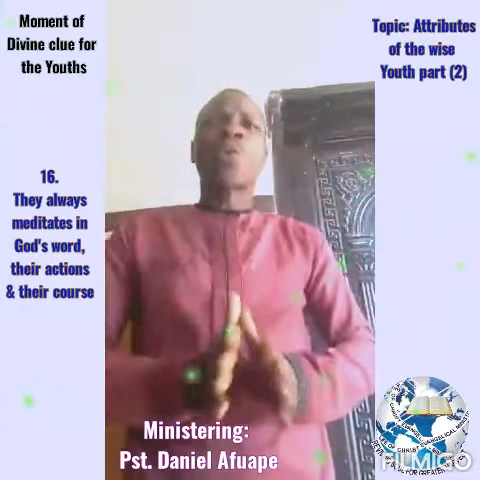 Moment of
Divine clue for
the Youths
Topic: Attributes
of the wise
Youth part (2)
16.
They always
meditates in
God's word,
their actions
& their course
Ministering:
Pst. Daniel Afuape
FILMIGO